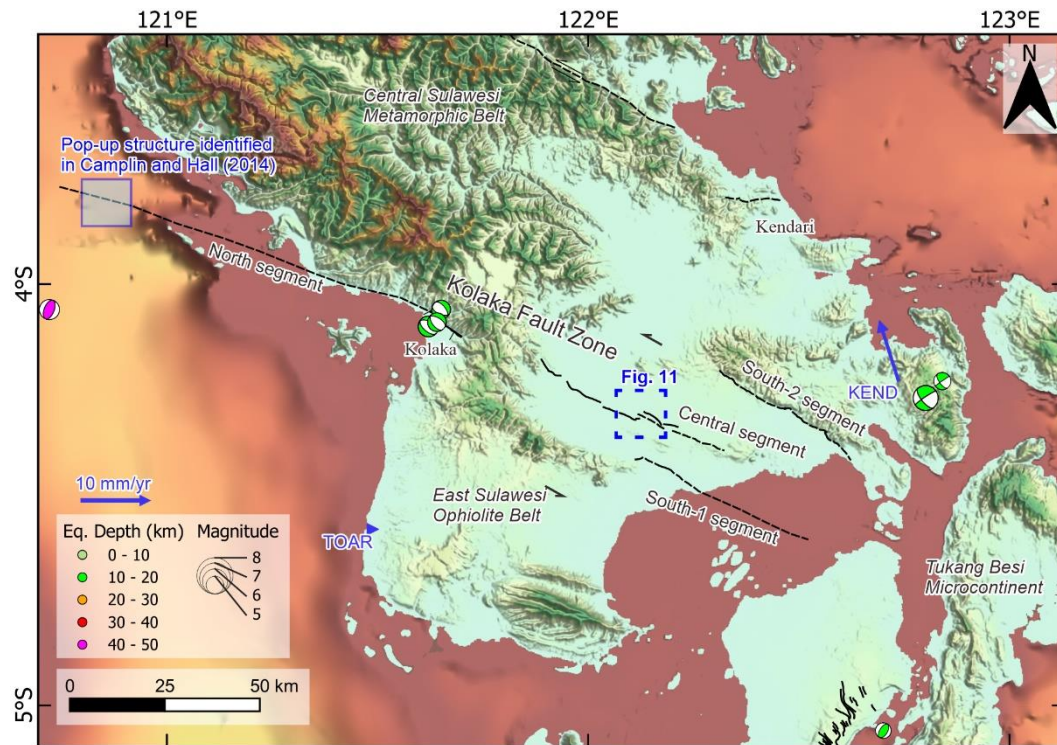 121°E
122°E
123°E
N
Central Sulawesi
Metamorphic Belt
Pop-up structure identified
in Camplin and Hall (2014)
Kendari
North segment
4°S
Kolaka Fault Zone
Kolaka
Fig. 11
South-2 segment
KEND
Central segment
10 mm/yr
East Sulawesi
Ophiolite Belt
South-1 segment
TOAR
Eq. Depth (km)
Magnitude
0 - 10
10 - 20
20 - 30
30 - 40
40 - 50
8
7
6
5
Tukang Besi
Microcontinent
0
25
50 km
5°S